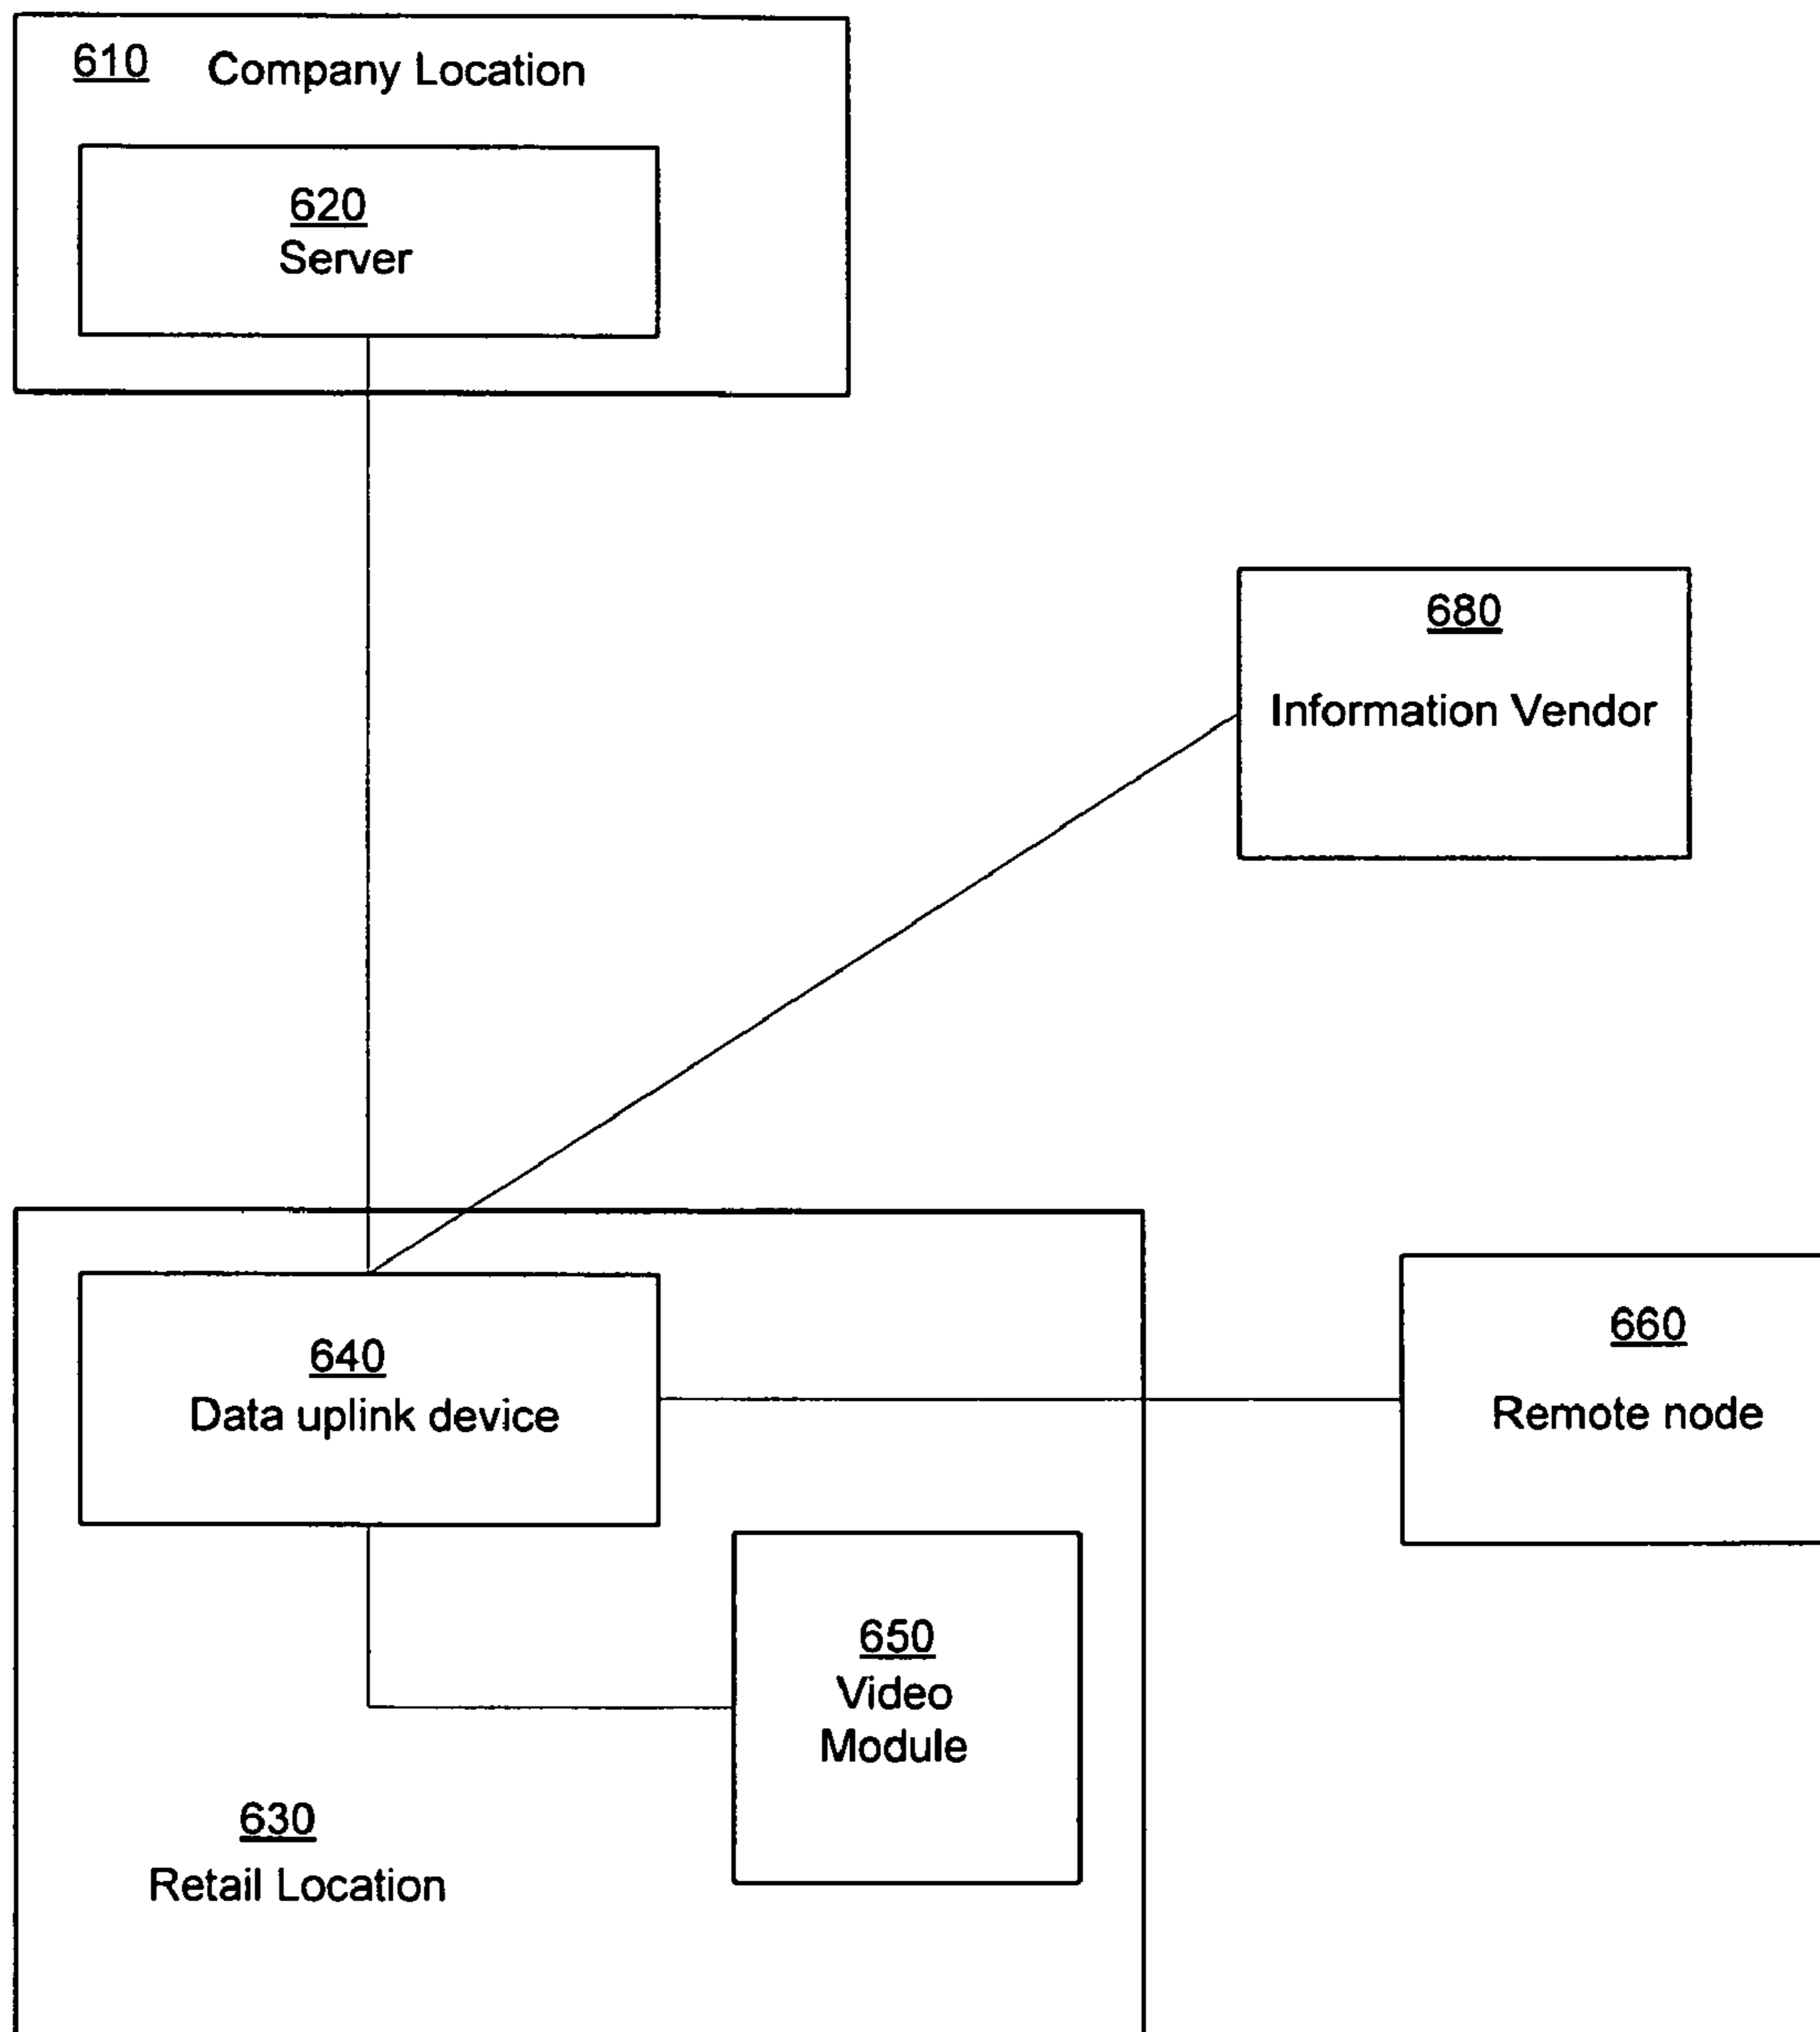 610 Company Location
620
Server
680
Information Vendor
640
Data uplink device
660
Remote node
650
Video
Module
630
Retail Location